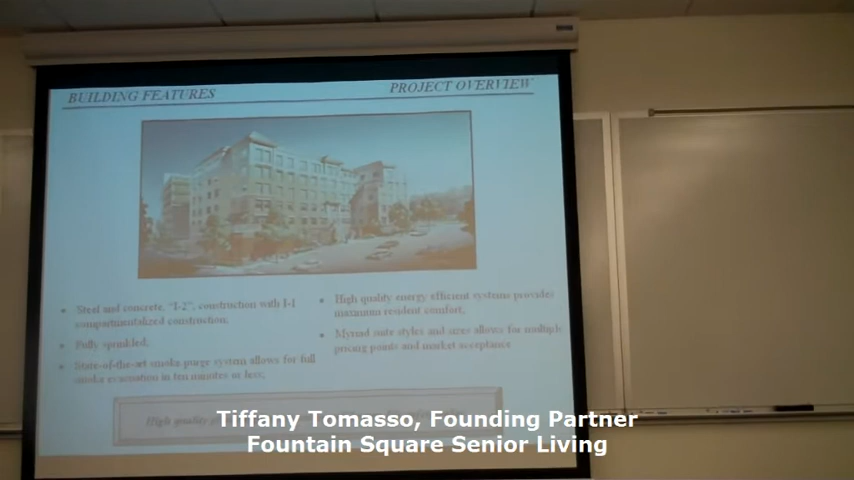 BUILDING FEATURES
PROJECT OVERVIEW
Steel and concrete, "I-2", construction with I-1
compartmentalized construction.
Fully sprinkled.
State-of-the-art smoke purge system allows for full
smoke evacuation in ten minutes or less.
High quality energy efficient systems provides
maximum resident comfort.
Myriad suite styles and sizes allows for multiple
pricing points and market acceptance
High quality
Tiffany Tomasso, Founding Partner
Fountain Square Senior Living